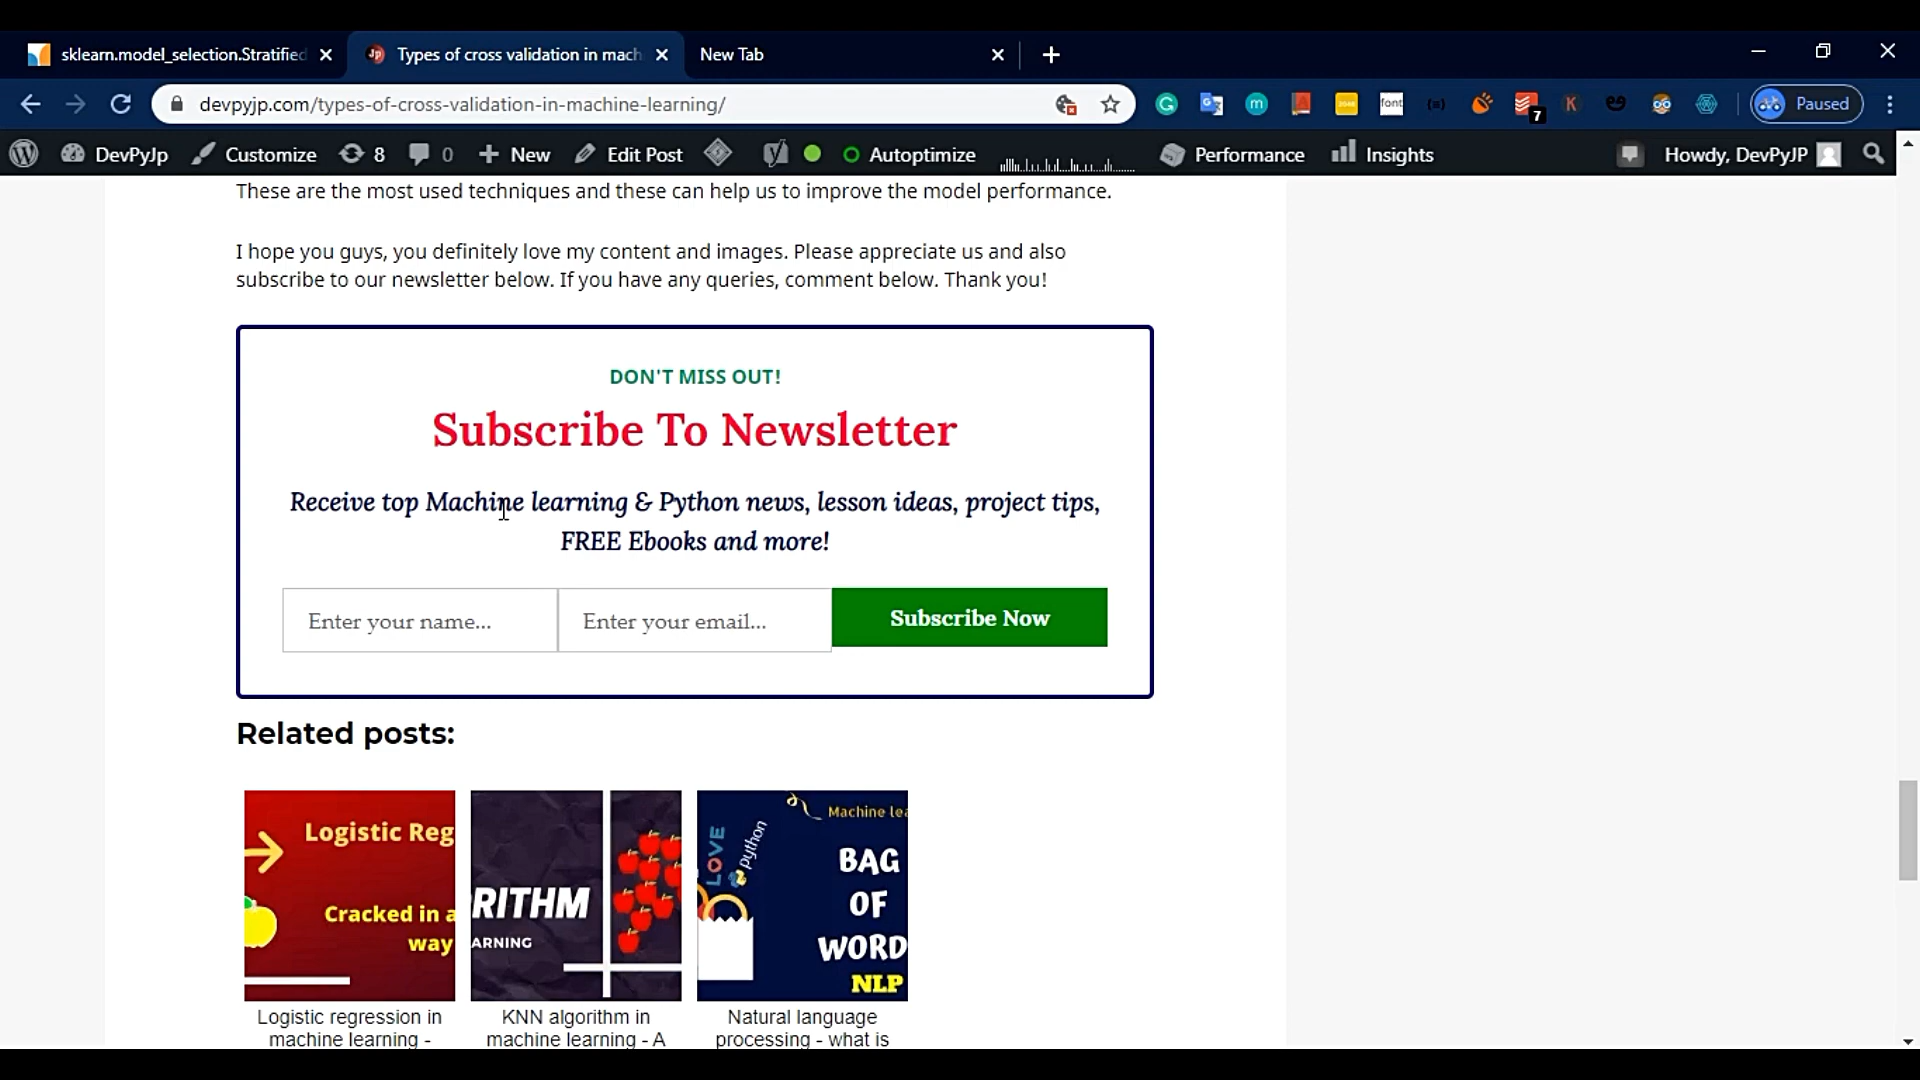 sklearn.model_selection.Stratified
Types of cross validation in mach
New Tab
devpyjp.com/types-of-cross-validation-in-machine-learning/
font
7
K
Paused
DevPyJp
Customize
8
0
New
Edit Post
Autoptimize
Performance
Insights
Howdy, DevPyJP
These are the most used techniques and these can help us to improve the model performance.
I hope you guys, you definitely love my content and images. Please appreciate us and also
subscribe to our newsletter below. If you have any queries, comment below. Thank you!
DON'T MISS OUT!
Subscribe To Newsletter
Receive top Machine learning & Python news, lesson ideas, project tips,
FREE Ebooks and more!
Enter your name...
Enter your email...
Subscribe Now
Related posts:
Logistic Reg
Cracked in a
way
RITHM
ARNING
Machine lea
LOVE
python
BAG
OF
WORD
NLP
Logistic regression in
machine learning -
KNN algorithm in
machine learning - A
Natural language
processing - what is